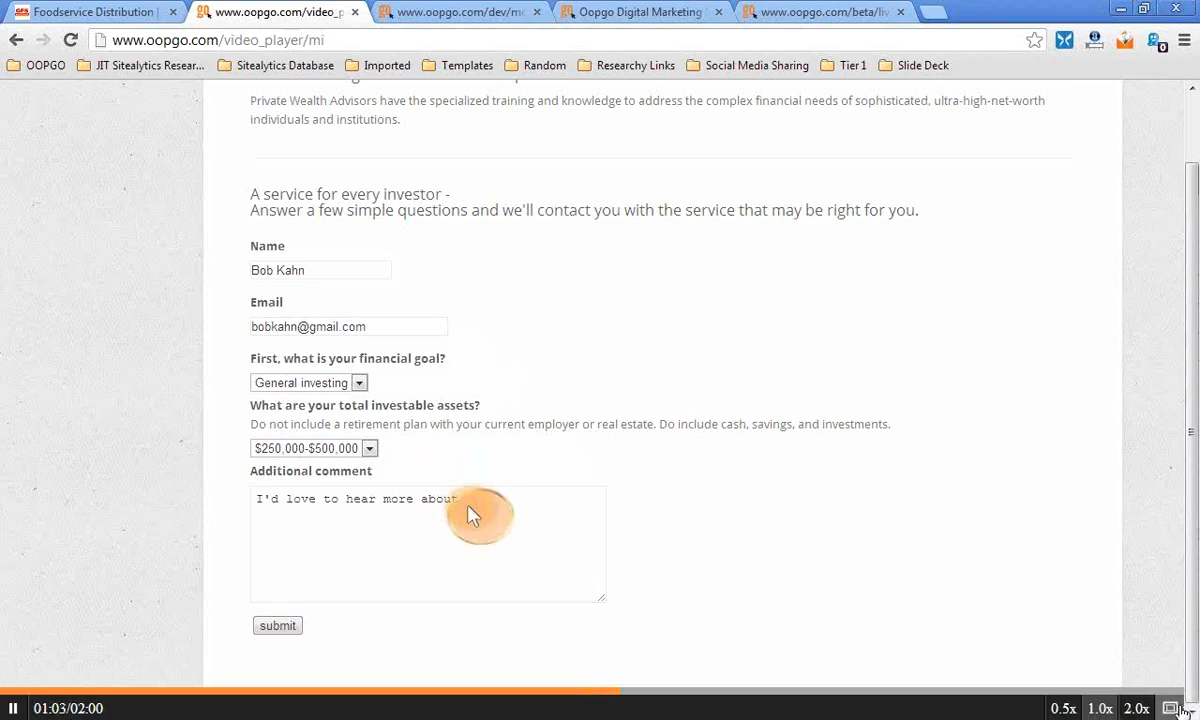 Foodservice Distribution
www.oopgo.com/video_p
www.oopgo.com/dev/m
Oopgo Digital Marketing
www.oopgo.com/beta/liv
www.oopgo.com/video_player/mi
0
OOPGO
JIT Sitealytics Resear...
Sitealytics Database
Imported
Templates
Random
Researchy Links
Social Media Sharing
Tier1
Slide Deck
Private Wealth Advisors have the specialized training and knowledge to address the complex financial needs of sophisticated, ultra-high-net-worth
individuals and institutions.
A service for every investor -
Answer a few simple questions and we'll contact you with the service that may be right for you.
Name
Bob Kahn
Email
bobkahn@gmail.com
First, what is your financial goal?
General investing
What are your total investable assets?
Do not include a retirement plan with your current employer or real estate. Do include cash, savings, and investments.
$250,000-$500,000
Additional comment
I'd love to hear more about
submit
01:03/02:00
0.5x
1.0x
2.0x